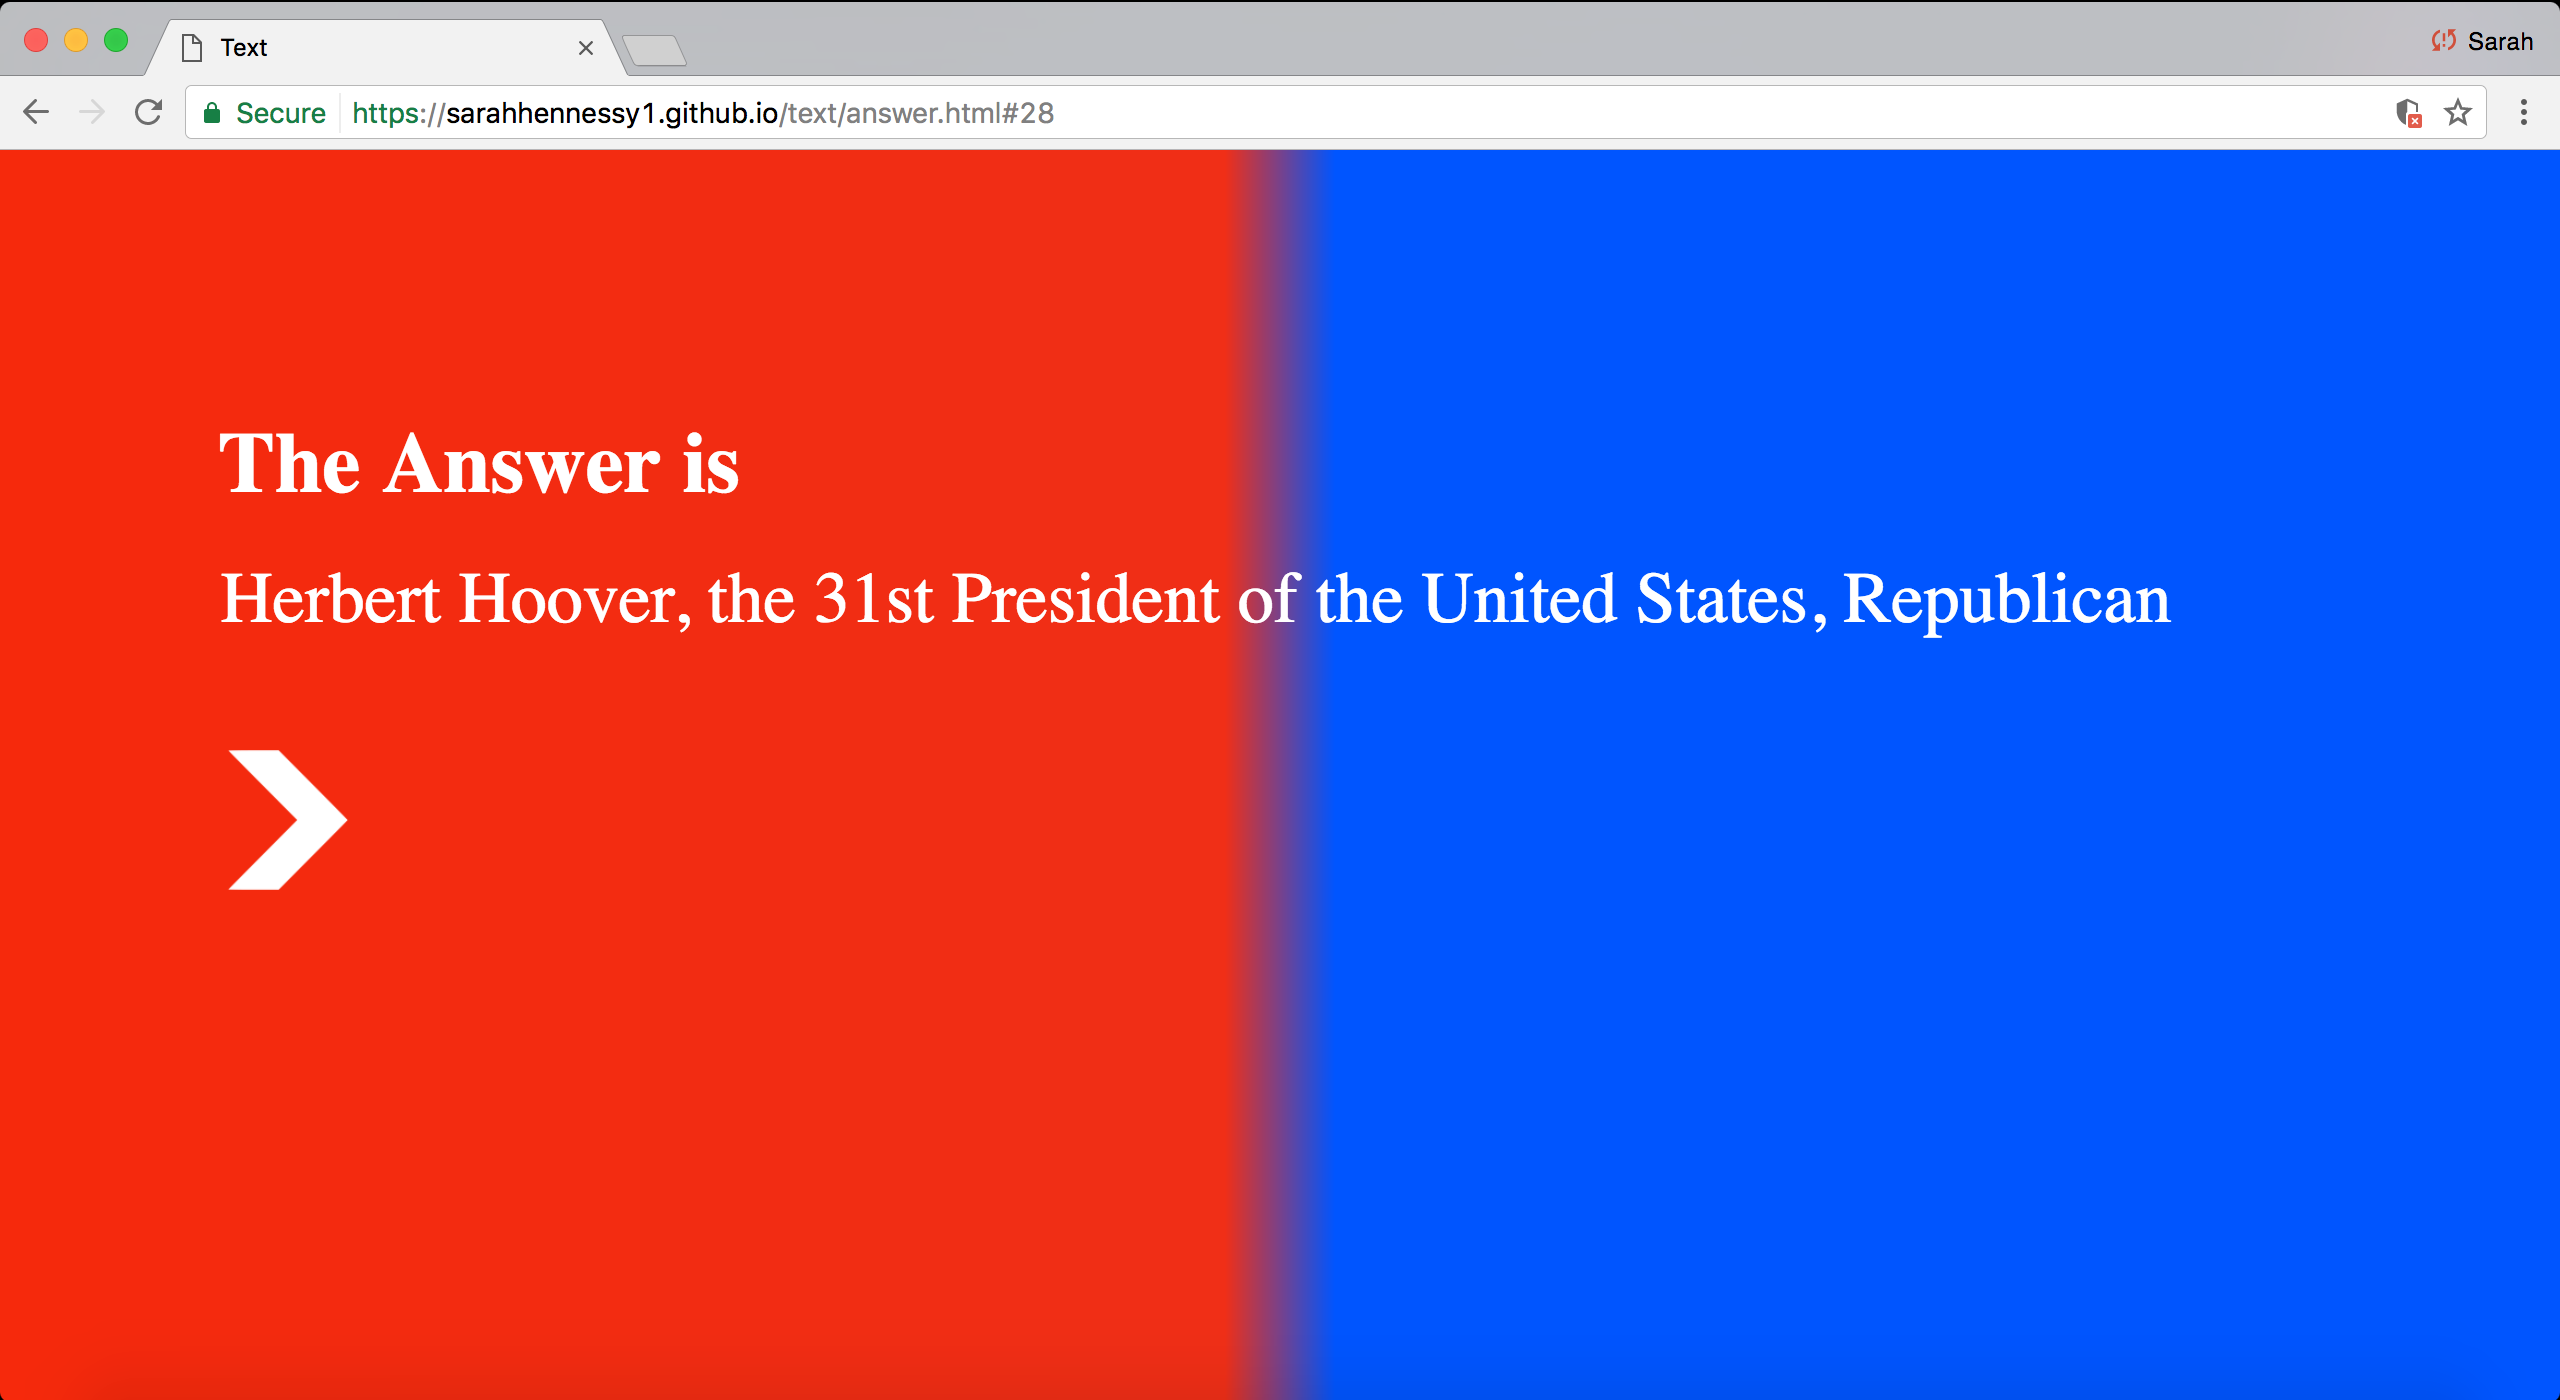 Text
Sarah
Secure https://sarahhennessy1.github.io/text/answer.html#28
The Answer is
Herbert Hoover, the 31st President of the United States, Republican